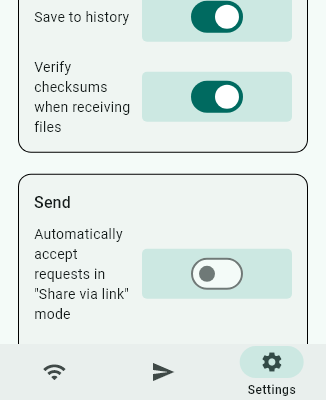 Save to history
Verify
checksums
when receiving
files
Send
Automatically
accept
requests in
"Share via link"
mode
Settings